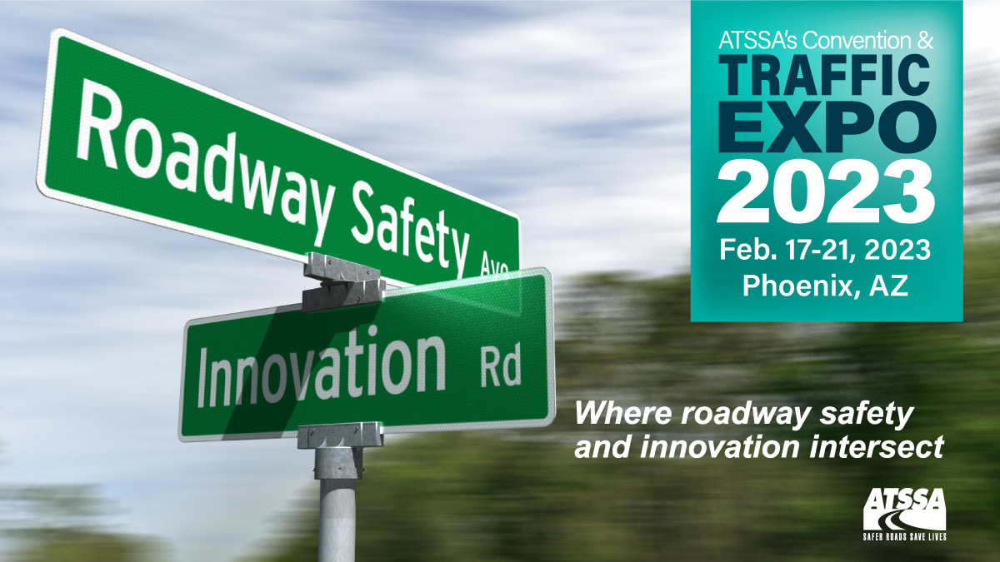 Roadway Safety Ave
Innovation Rd
ATSSA's Convention &
TRAFFIC
EXPO
2023
Feb. 17-21, 2023
Phoenix, AZ
Where roadway safety
and innovation intersect
ATSSA
SAFER ROADS SAVE LIVES